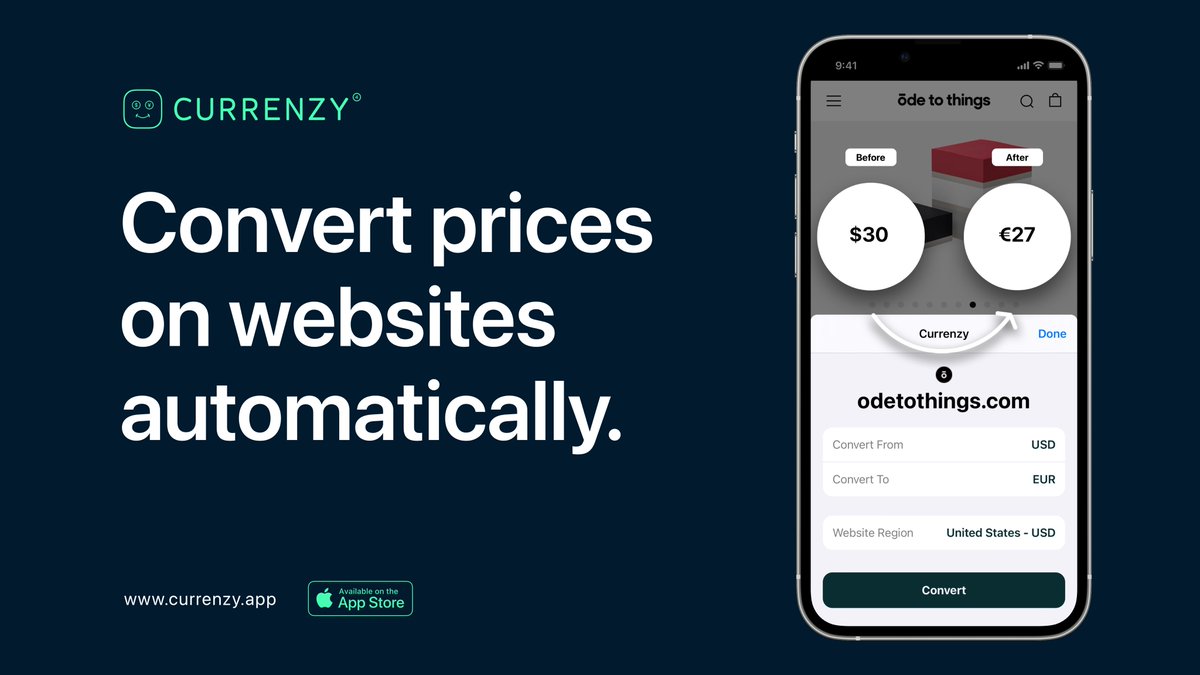 CURRENZY
Convert prices
on websites
automatically.
www.currenzy.app
Available on the
App Store
9:41
ōde to things
Before
After
$30
€27
Currenzy
Done
ō
odetothings.com
Convert From
USD
Convert To
EUR
Website Region
United States - USD
Convert